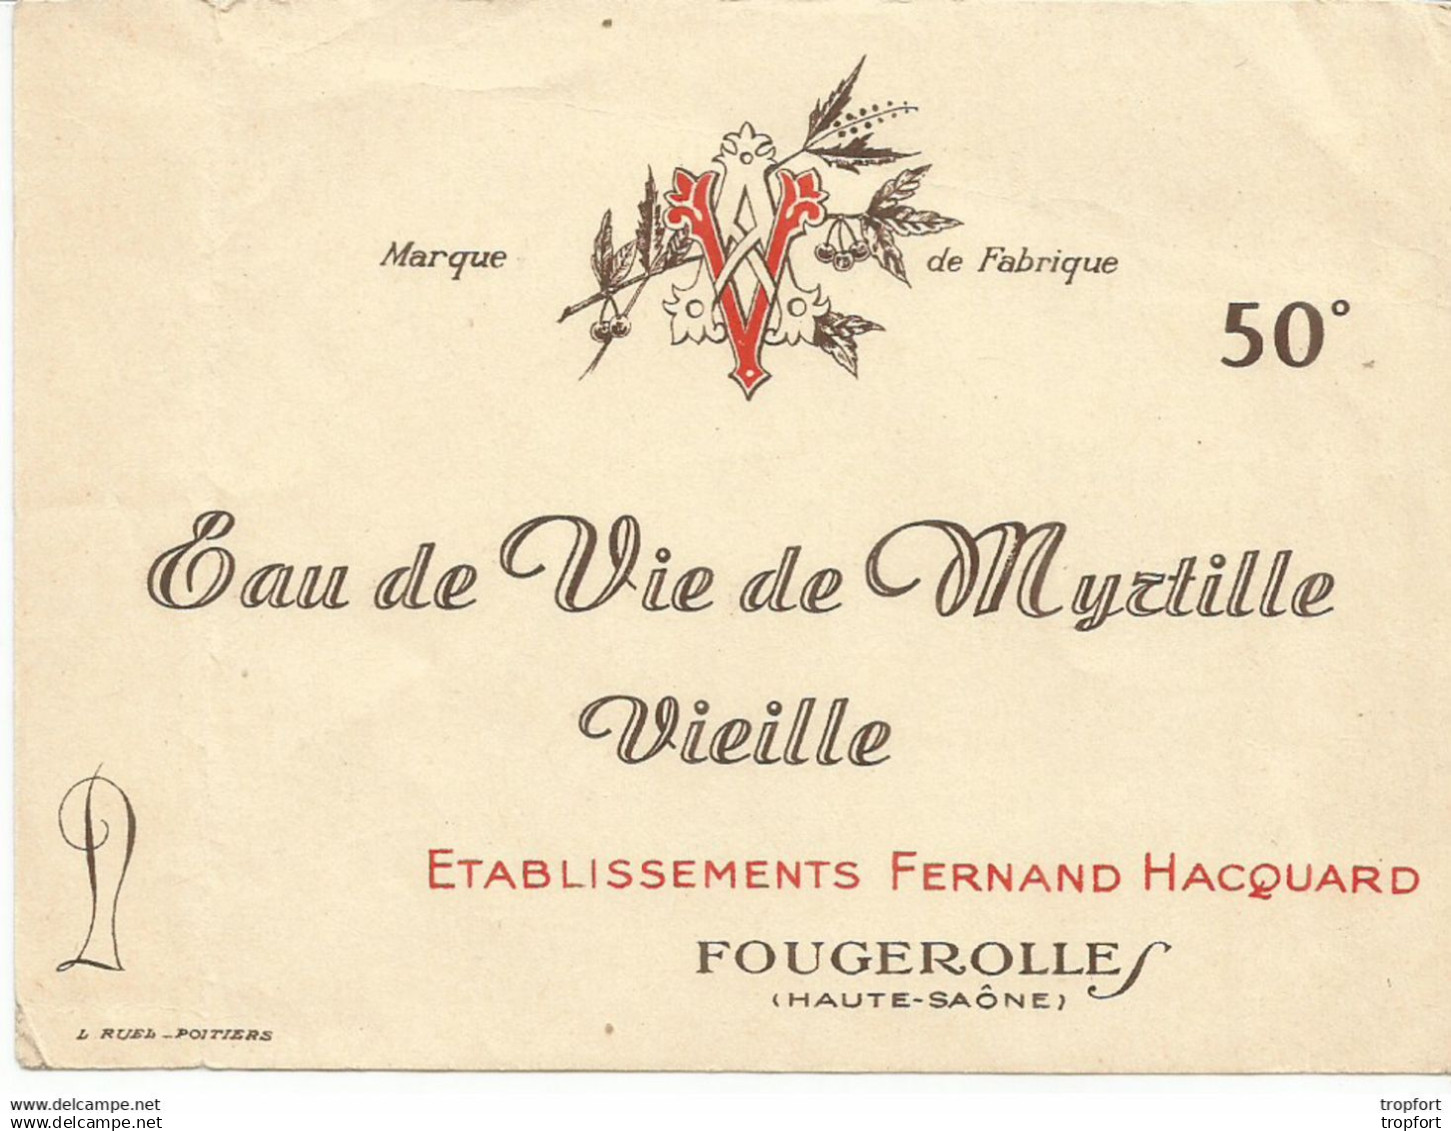 Marque de Fabrique
50°
Eau de Vie de Myrtille
Vieille
ETABLISSEMENTS FERNAND HACQUARD
FOUGEROLLES
(HAUTE-SAÔNE)
L. RUEL - POITIERS
www.delcampe.net tropfort
www.delcampe.net tropfort